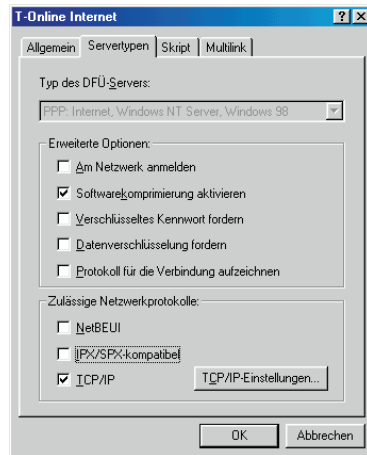 T-Online Internet
Allgemein Servertypen Skript Multilink
Typ des DFÜ-Servers:
PPP: Internet, Windows NT Server, Windows 98
Erweiterte Optionen:
Am Netzwerk anmelden
Softwarekomprimierung aktivieren
Verschlüsseltes Kennwort fordern
Datenverschlüsselung fordern
Protokoll für die Verbindung aufzeichnen
Zulässige Netzwerkprotokolle:
NetBEUI
IPX/SPX-kompatibel
TCP/IP TCP/IP-Einstellungen...
OK Abbrechen